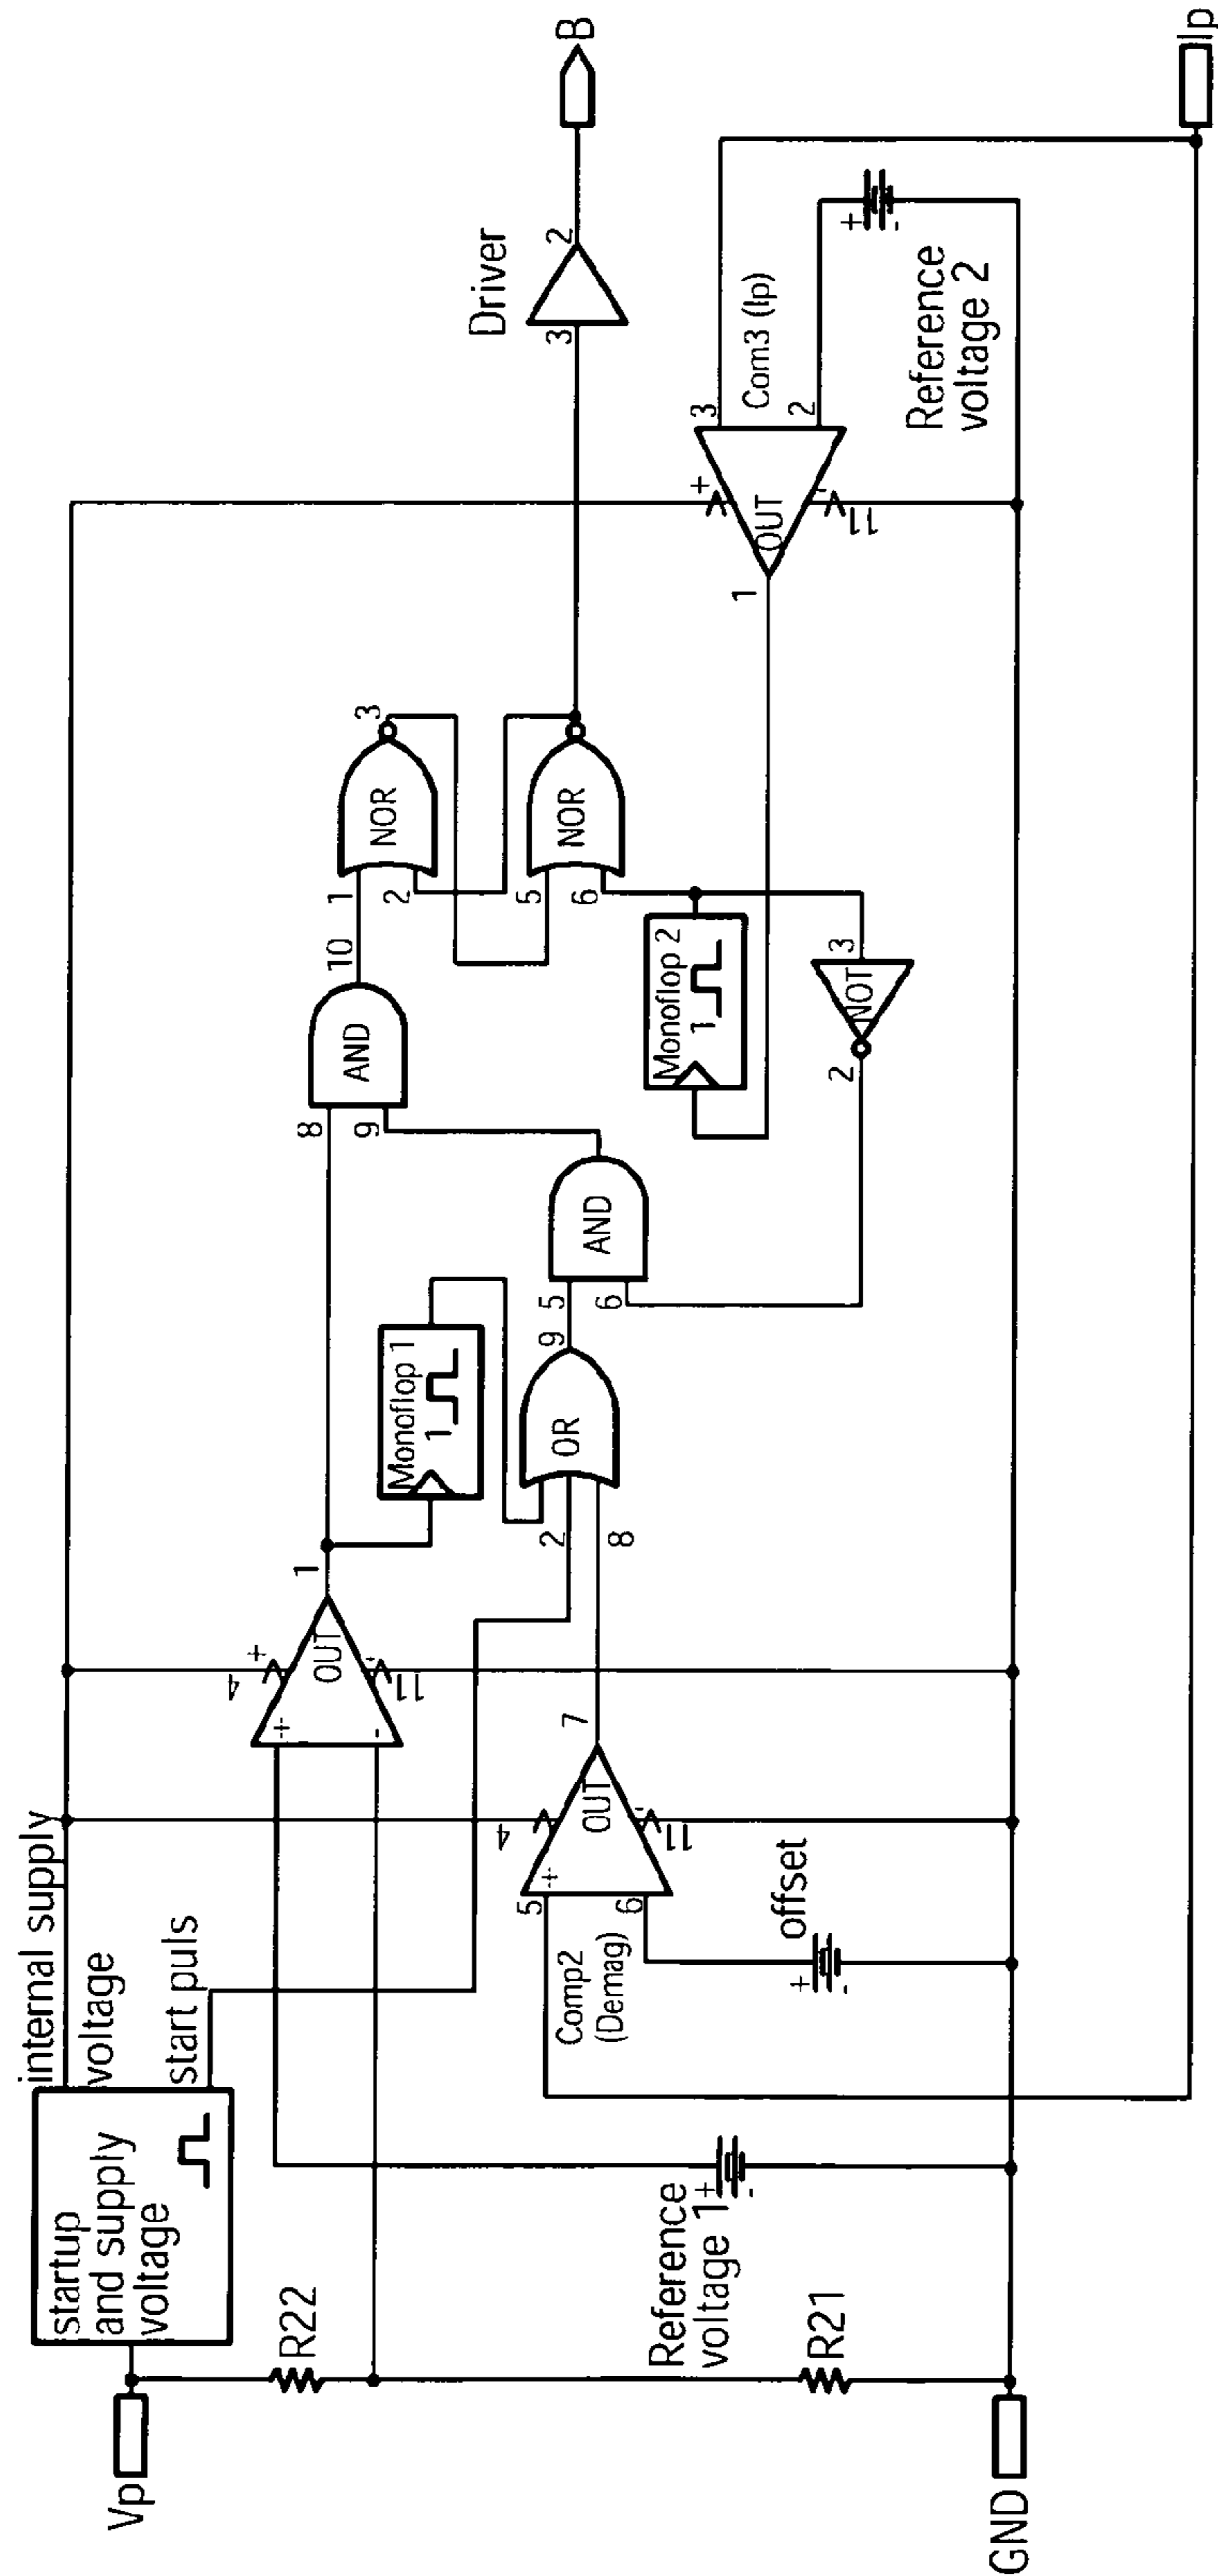 Vp
GND
startup
and supply
voltage
internal supply
voltage
start puls
R22
R21
Reference
voltage 1
+
-
Comp2
(Demag)
5
6
+
4
-
11
OUT
7
offset
+
-
+
-
4
+
-
11
OUT
1
2
8
OR
9
Monoflop 1
1
5
6
AND
8
9
AND
10
1
2
NOR
3
5
6
NOR
Monoflop 2
1
3
NOT
2
1
OUT
+
-
11
3
2
Com3 (Ip)
Reference
voltage 2
+
-
Driver
3
2
B
Ip